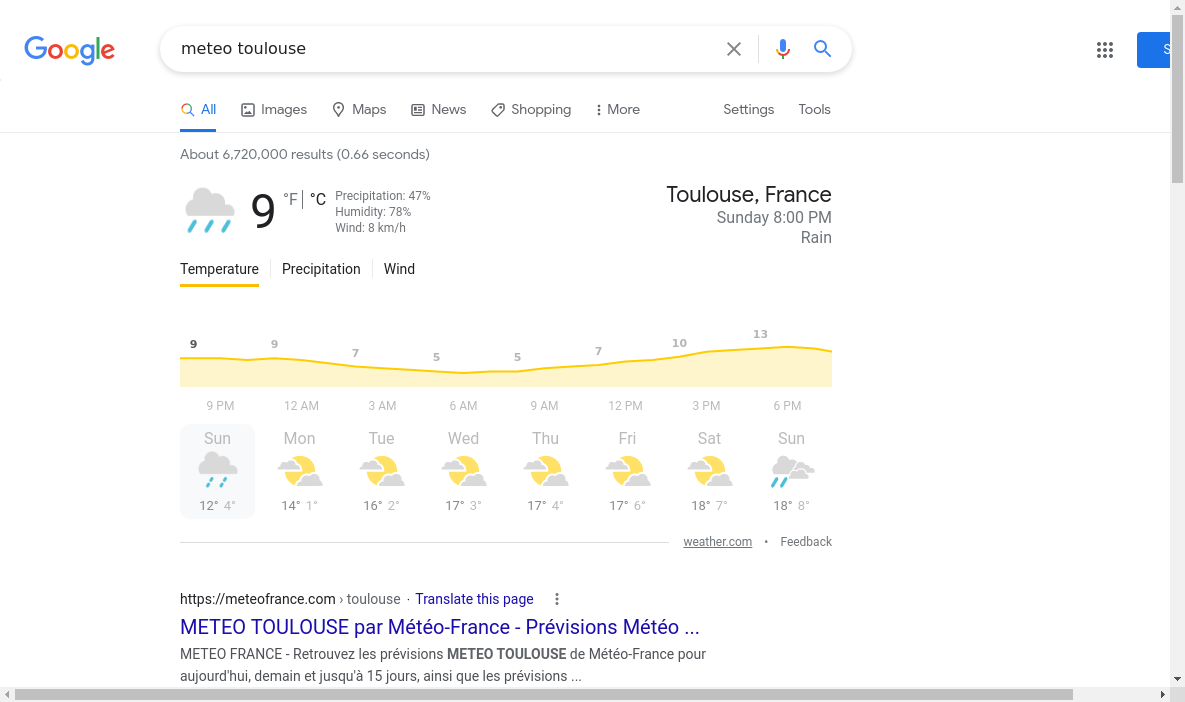 Google
meteo toulouse
S
All Images Maps News Shopping More Settings Tools
About 6,720,000 results (0.66 seconds)
9 °F | °C
Precipitation: 47%
Humidity: 78%
Wind: 8 km/h
Toulouse, France
Sunday 8:00 PM
Rain
Temperature Precipitation Wind
9 9 7 5 5 7 10 13
9 PM 12 AM 3 AM 6 AM 9 AM 12 PM 3 PM 6 PM
Sun Mon Tue Wed Thu Fri Sat Sun
12° 4° 14° 1° 16° 2° 17° 3° 17° 4° 17° 6° 18° 7° 18° 8°
weather.com • Feedback
https://meteofrance.com › toulouse · Translate this page
METEO TOULOUSE par Météo-France - Prévisions Météo ...
METEO FRANCE - Retrouvez les prévisions METEO TOULOUSE de Météo-France pour
aujourd'hui, demain et jusqu'à 15 jours, ainsi que les prévisions ...